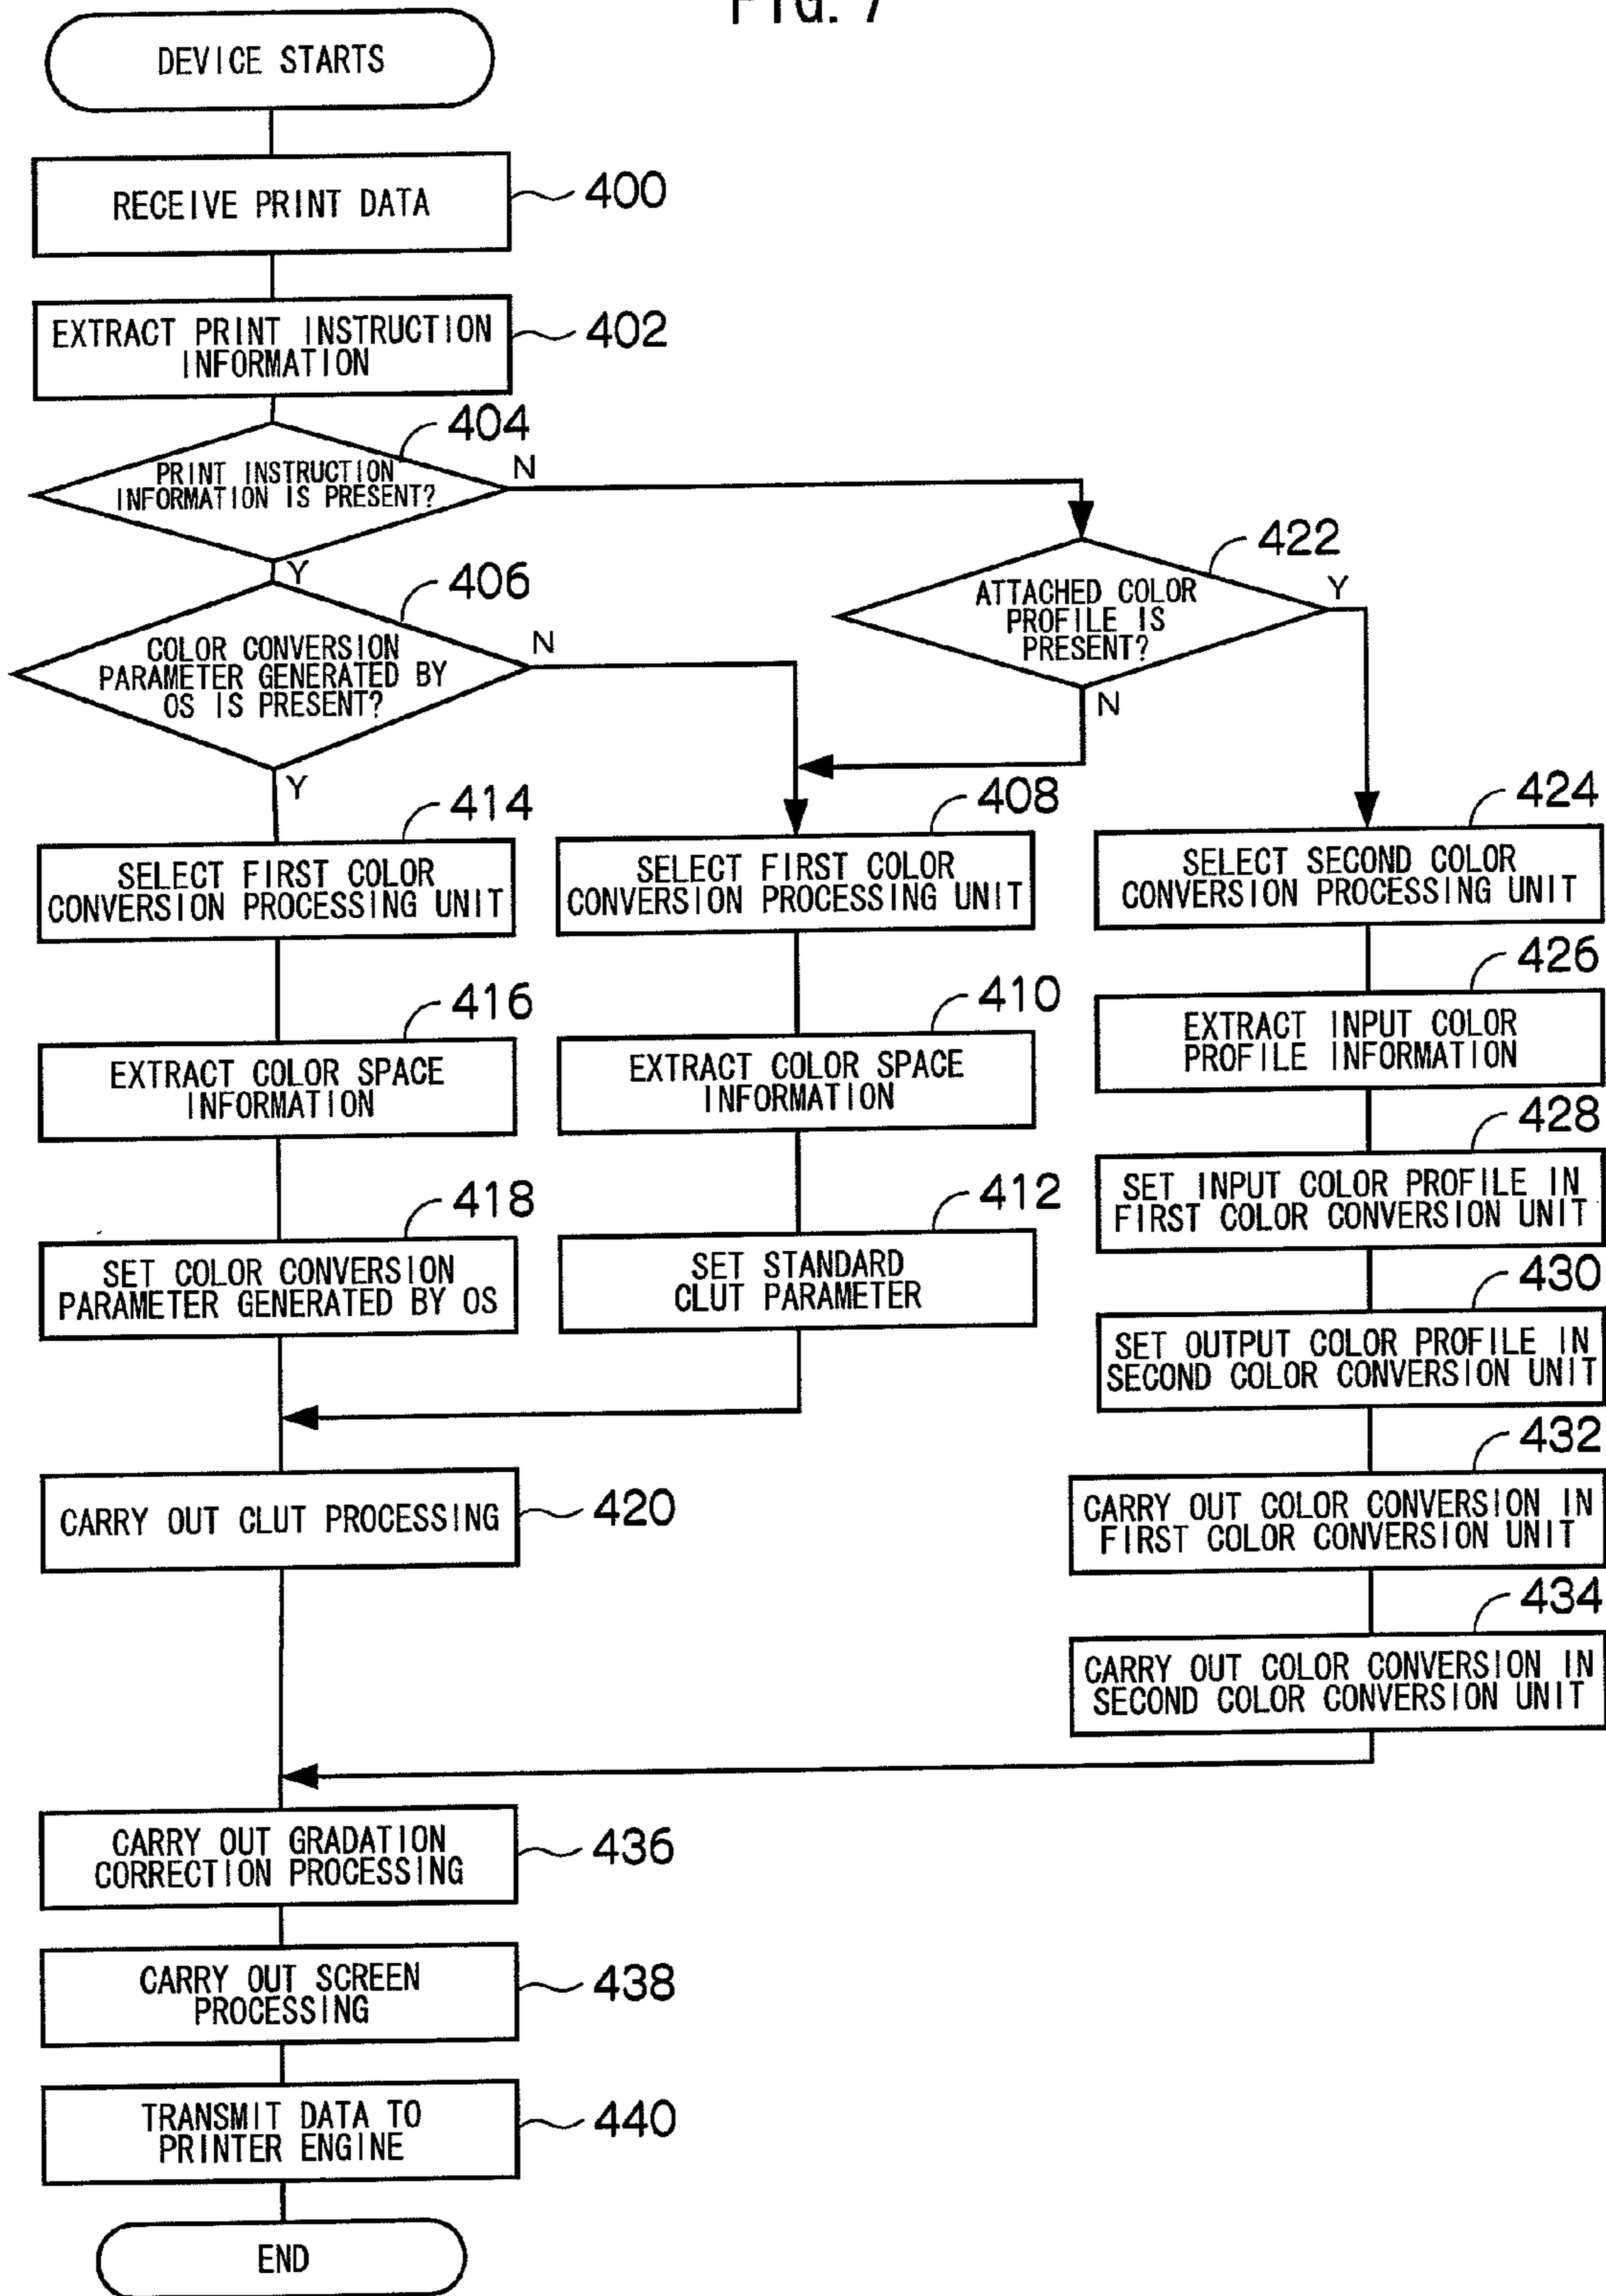 FIG. 7
DEVICE STARTS
RECEIVE PRINT DATA
400
EXTRACT PRINT INSTRUCTION
INFORMATION
402
404
PRINT INSTRUCTION
INFORMATION IS PRESENT?
N
Y
406
COLOR CONVERSION
PARAMETER GENERATED BY
OS IS PRESENT?
N
Y
422
ATTACHED COLOR
PROFILE IS
PRESENT?
Y
N
414
SELECT FIRST COLOR
CONVERSION PROCESSING UNIT
416
EXTRACT COLOR SPACE
INFORMATION
418
SET COLOR CONVERSION
PARAMETER GENERATED BY OS
408
SELECT FIRST COLOR
CONVERSION PROCESSING UNIT
410
EXTRACT COLOR SPACE
INFORMATION
412
SET STANDARD
CLUT PARAMETER
424
SELECT SECOND COLOR
CONVERSION PROCESSING UNIT
426
EXTRACT INPUT COLOR
PROFILE INFORMATION
428
SET INPUT COLOR PROFILE IN
FIRST COLOR CONVERSION UNIT
430
SET OUTPUT COLOR PROFILE IN
SECOND COLOR CONVERSION UNIT
432
CARRY OUT COLOR CONVERSION IN
FIRST COLOR CONVERSION UNIT
434
CARRY OUT COLOR CONVERSION IN
SECOND COLOR CONVERSION UNIT
CARRY OUT CLUT PROCESSING
420
CARRY OUT GRADATION
CORRECTION PROCESSING
436
CARRY OUT SCREEN
PROCESSING
438
TRANSMIT DATA TO
PRINTER ENGINE
440
END